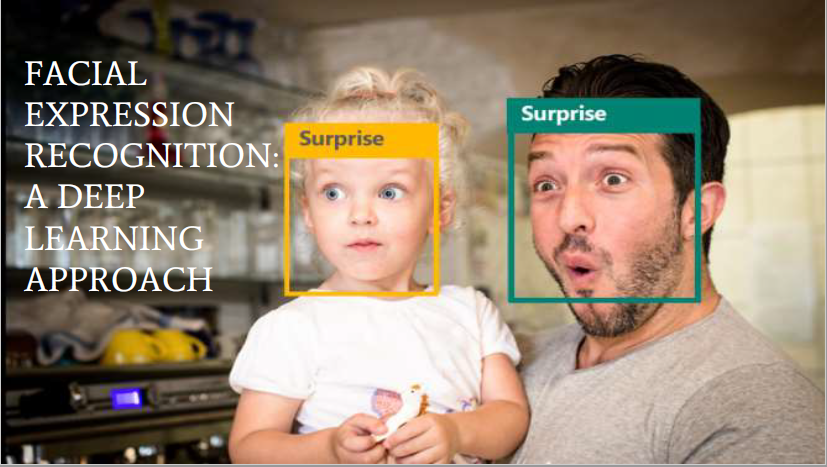 FACIAL
EXPRESSION
RECOGNITION:
A DEEP
LEARNING
APPROACH
Surprise
Surprise